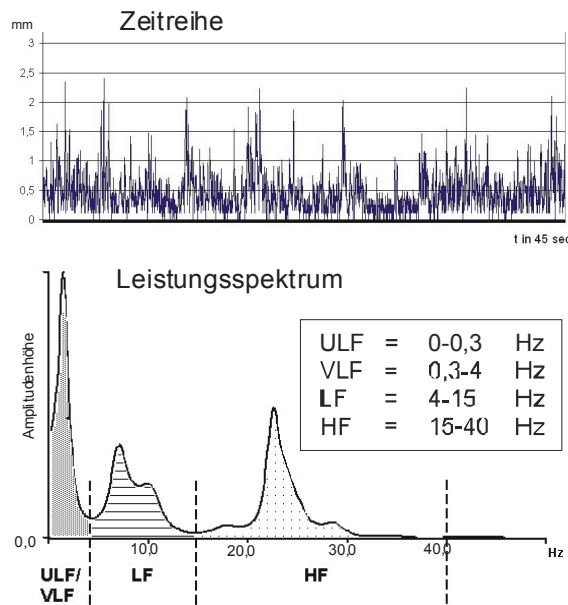 mm
Zeitreihe
3
2,5
2
1,5
1
0,5
0
t in 45 sec
Leistungsspektrum
Amplitudenhöhe
ULF = 0-0,3 Hz
VLF = 0,3-4 Hz
LF = 4-15 Hz
HF = 15-40 Hz
0,0
10,0 20,0 30,0 40,0 Hz
ULF/ LF HF
VLF